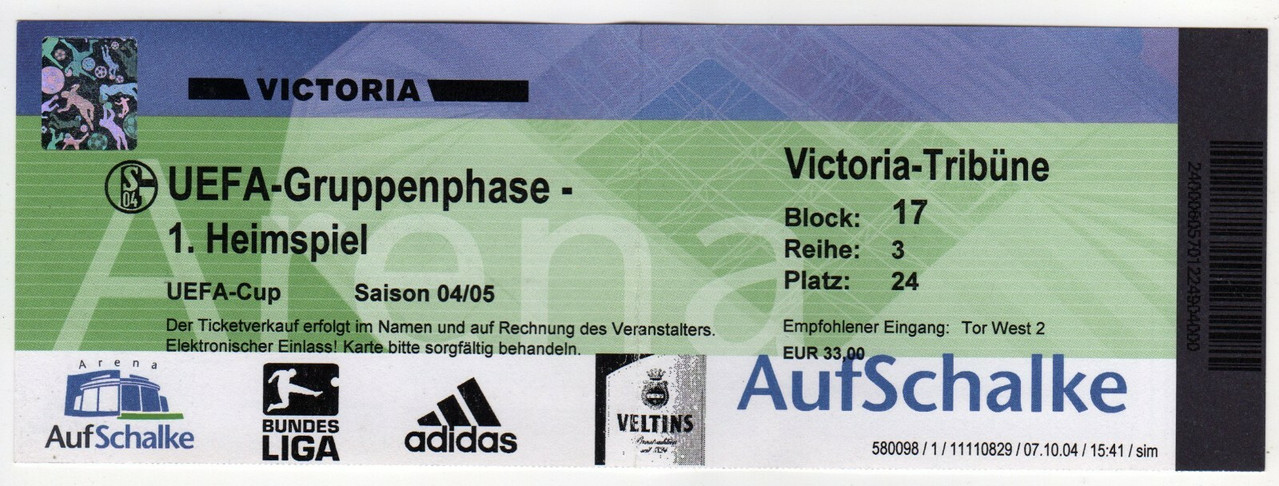 VICTORIA
S
04
UEFA-Gruppenphase -
1. Heimspiel
UEFA-Cup Saison 04/05
Der Ticketverkauf erfolgt im Namen und auf Rechnung des Veranstalters.
Elektronischer Einlass! Karte bitte sorgfältig behandeln.
Victoria-Tribüne
Block: 17
Reihe: 3
Platz: 24
Empfohlener Eingang: Tor West 2
EUR 33,00
Arena
AufSchalke
Arena
AufSchalke
BUNDES
LIGA
adidas
VELTINS
580098 / 1 / 11110829 / 07.10.04 / 15:41 / sim